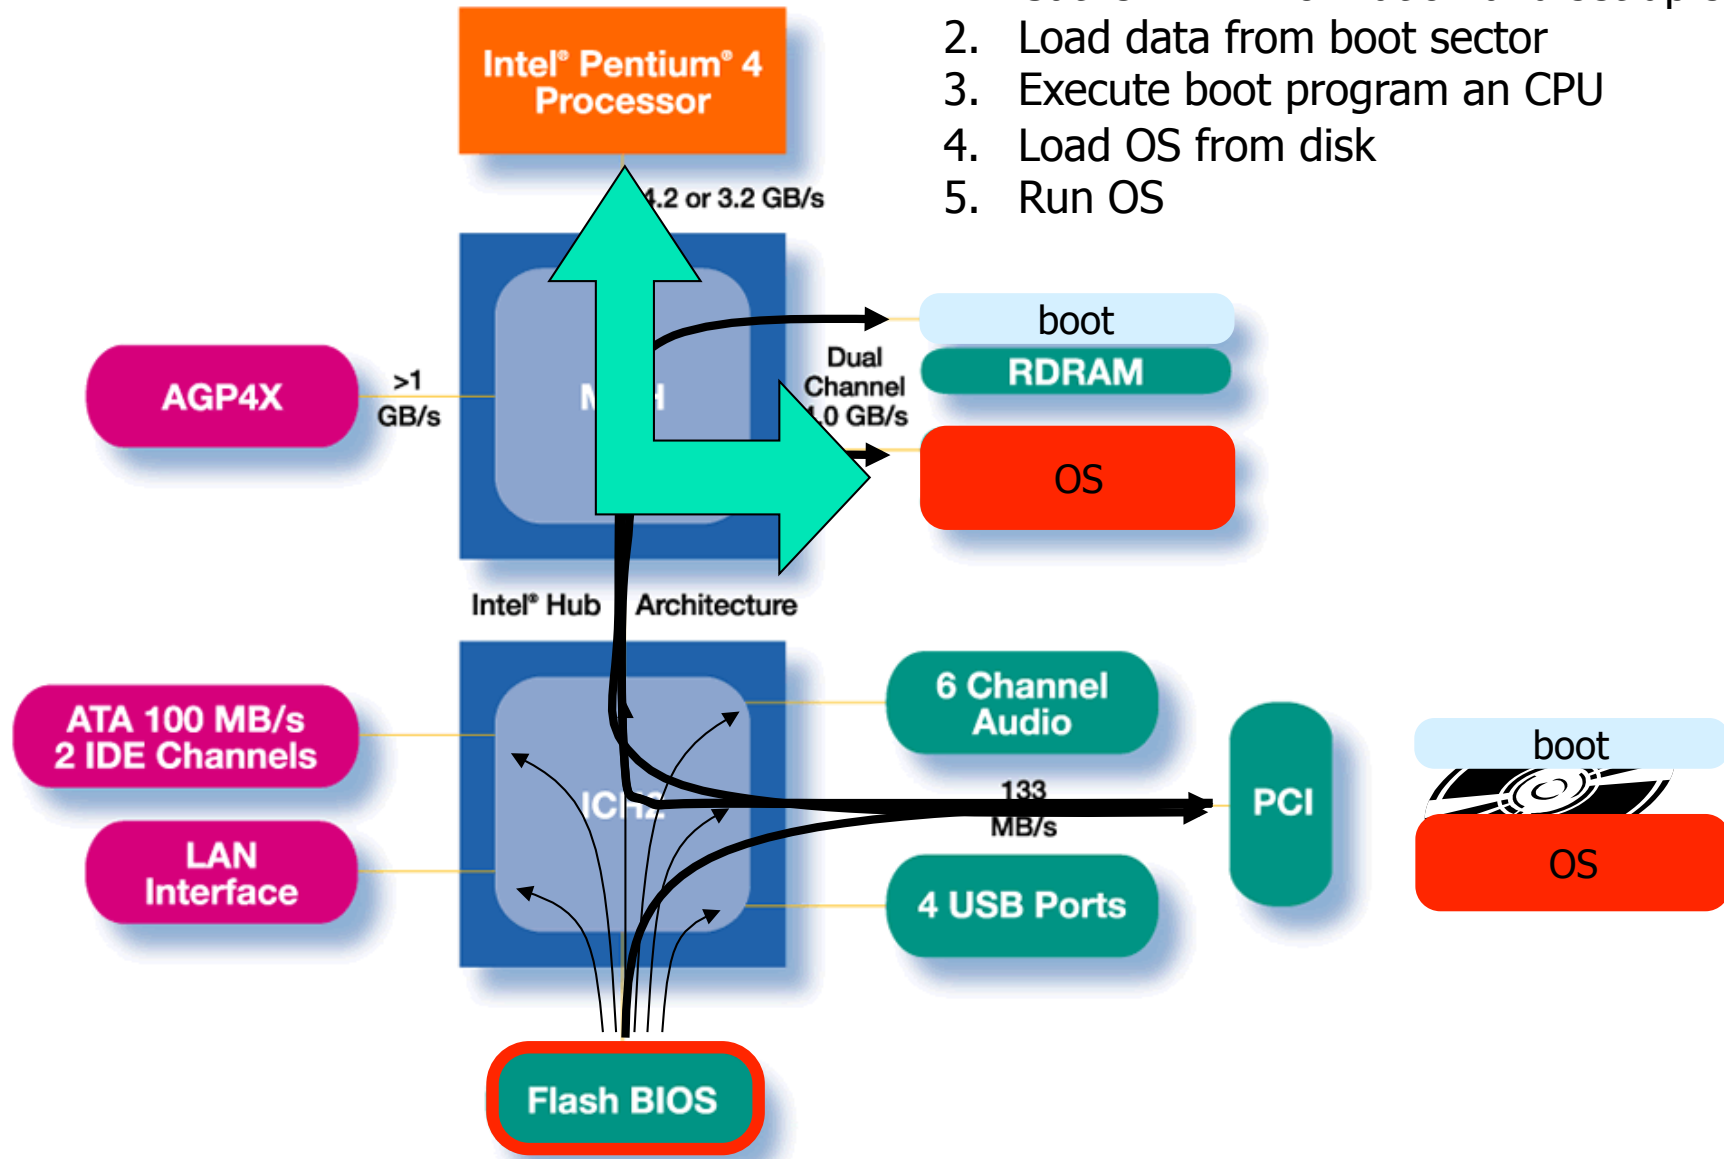 2. Load data from boot sector
3. Execute boot program an CPU
4. Load OS from disk
5. Run OS
Intel® Pentium® 4
Processor
4.2 or 3.2 GB/s
boot
RDRAM
Dual
Channel
GB/s
OS
AGP4X
>1
GB/s
Intel® Hub Architecture
ATA 100 MB/s
2 IDE Channels
LAN
Interface
ICH2
6 Channel
Audio
133
MB/s
4 USB Ports
PCI
boot
OS
Flash BIOS